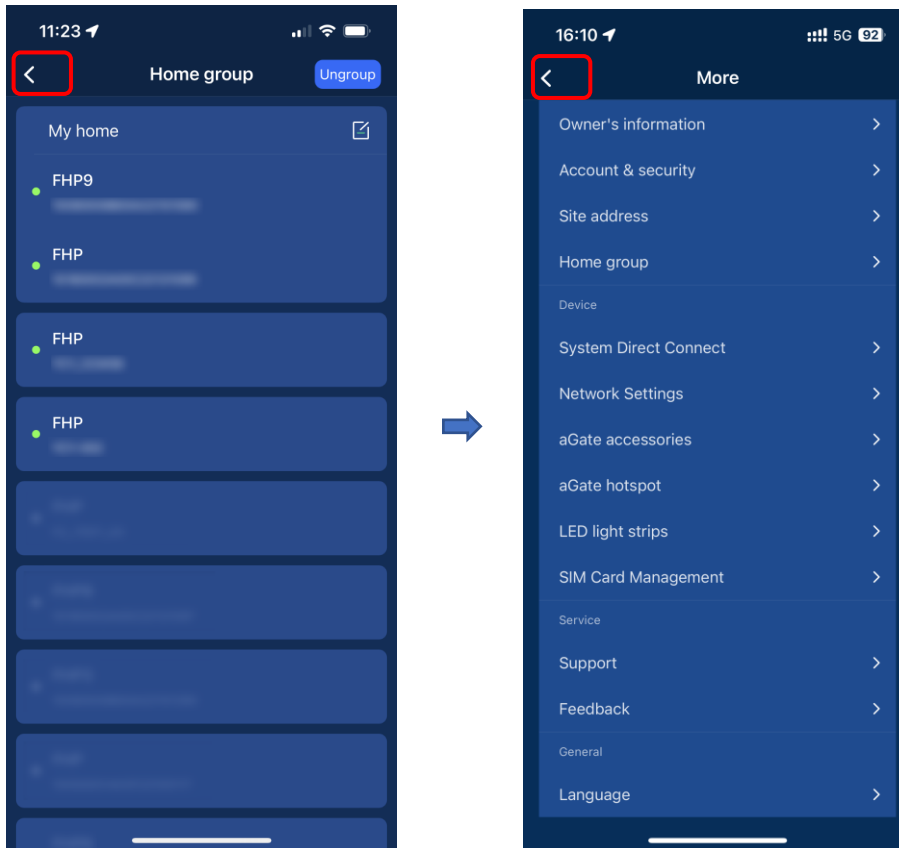 11:23
Home group
Ungroup
My home
FHP9
FHP
FHP
FHP
16:10
5G 92
More
Owner's information
Account & security
Site address
Home group
Device
System Direct Connect
Network Settings
aGate accessories
aGate hotspot
LED light strips
SIM Card Management
Service
Support
Feedback
General
Language